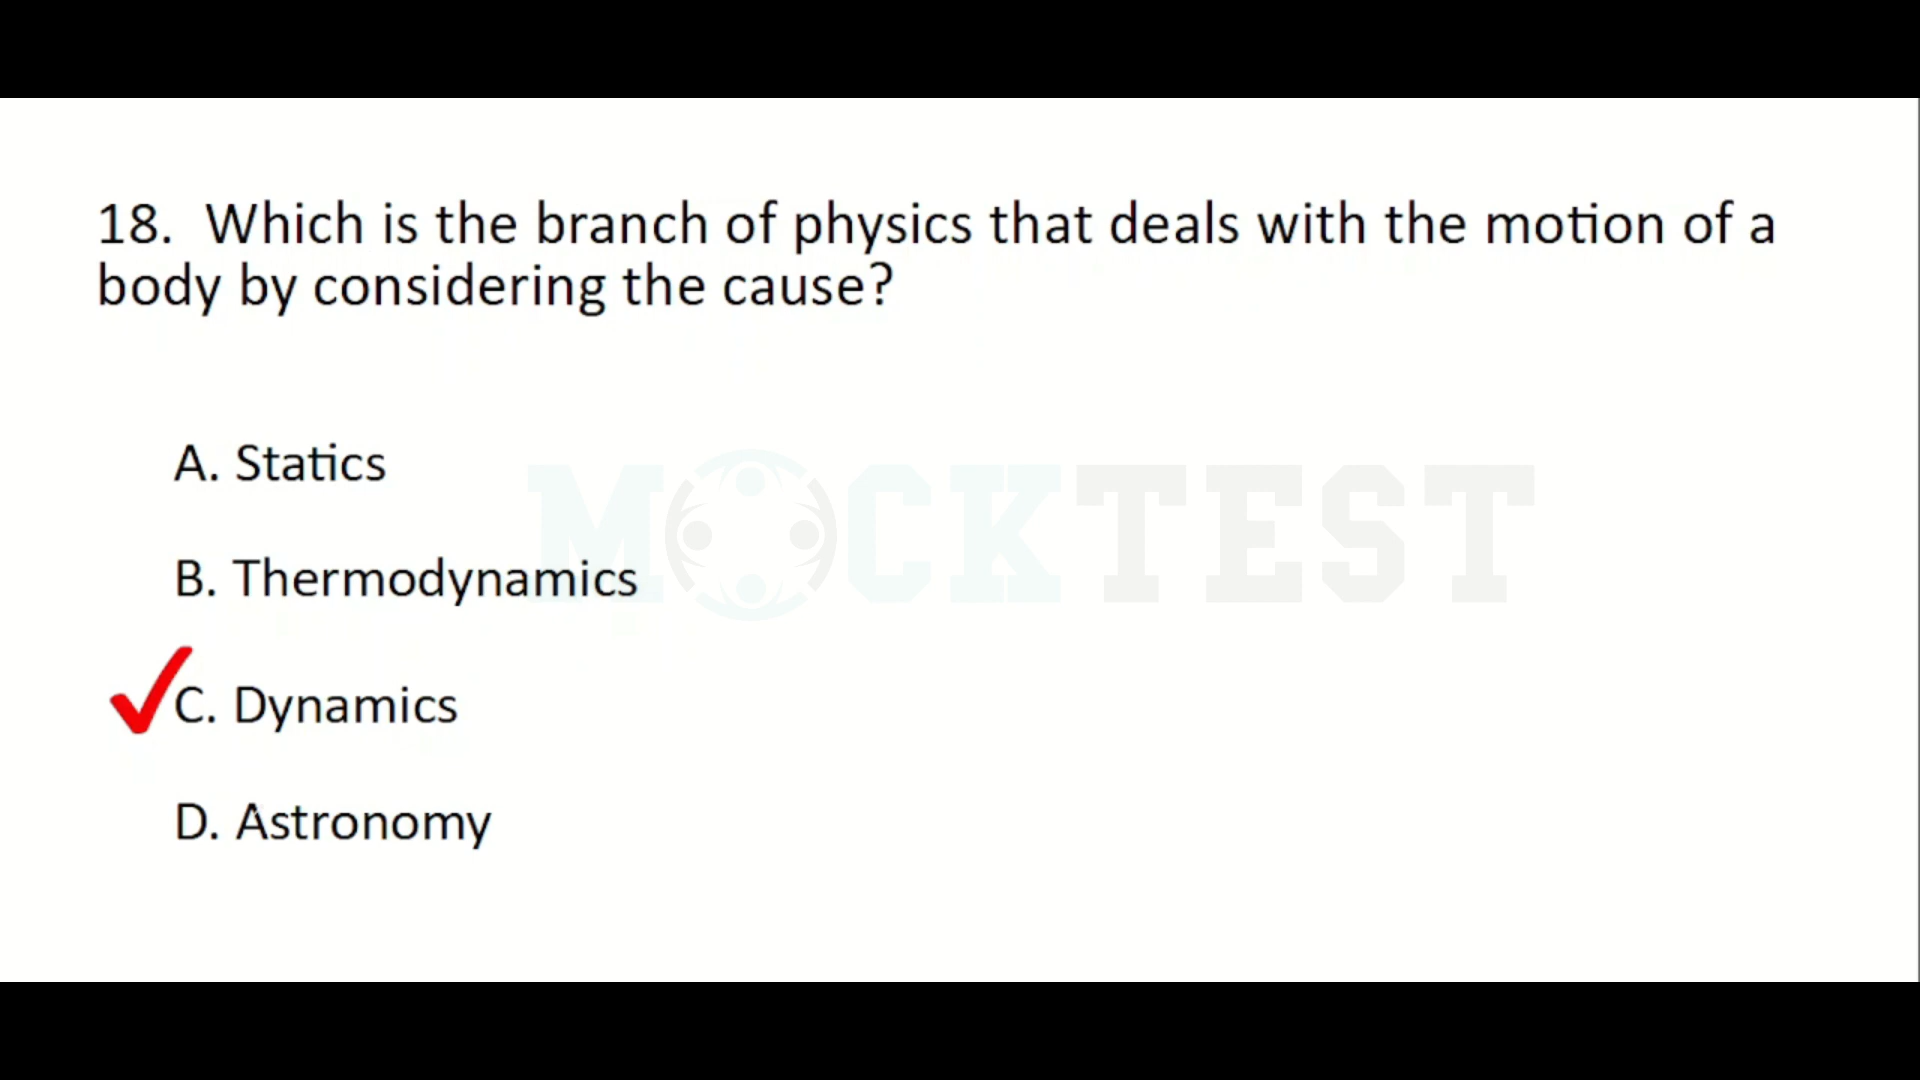 18. Which is the branch of physics that deals with the motion of a
body by considering the cause?
A. Statics
MOCKTEST
B. Thermodynamics
C. Dynamics
D. Astronomy